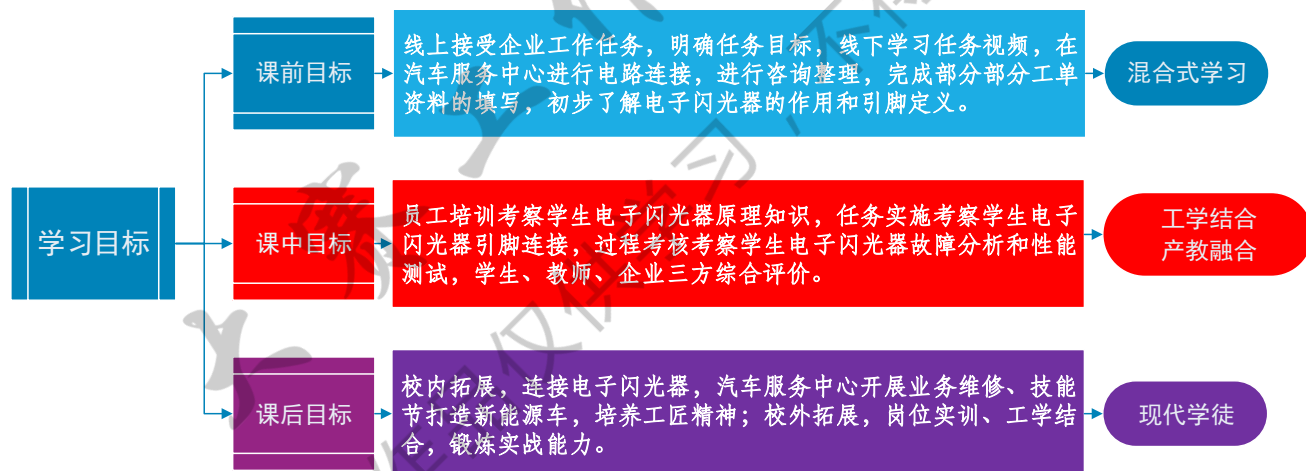 课前目标
线上接受企业工作任务，明确任务目标，线下学习任务视频，在
汽车服务中心进行电路连接，进行咨询整理，完成部分部分工单
资料的填写，初步了解电子闪光器的作用和引脚定义。
混合式学习
学习目标
课中目标
员工培训考察学生电子闪光器原理知识，任务实施考察学生电子
闪光器引脚连接，过程考核考察学生电子闪光器故障分析和性能
测试，学生、教师、企业三方综合评价。
工学结合
产教融合
课后目标
校内拓展，连接电子闪光器，汽车服务中心开展业务维修、技能
节打造新能源车，培养工匠精神；校外拓展，岗位实训、工学结
合，锻炼实战能力。
现代学徒